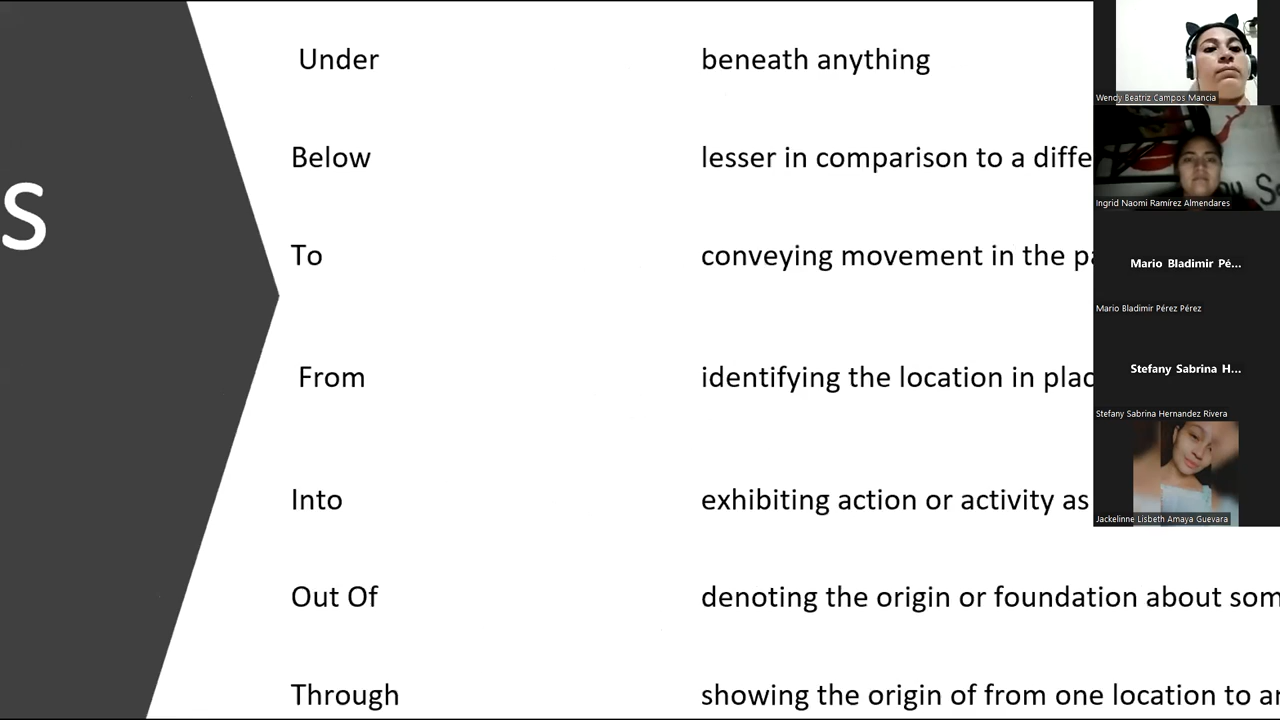 S
Under beneath anything
Below lesser in comparison to a diffe
To conveying movement in the pa
From identifying the location in plac
Into exhibiting action or activity as
Out Of denoting the origin or foundation about som
Through showing the origin of from one location to an
Wendy Beatriz Campos Mancia
Ingrid Naomi Ramírez Almendares
Mario Bladimir Pé...
Mario Bladimir Pérez Pérez
Stefany Sabrina H...
Stefany Sabrina Hernandez Rivera
Jackelinne Lisbeth Amaya Guevara